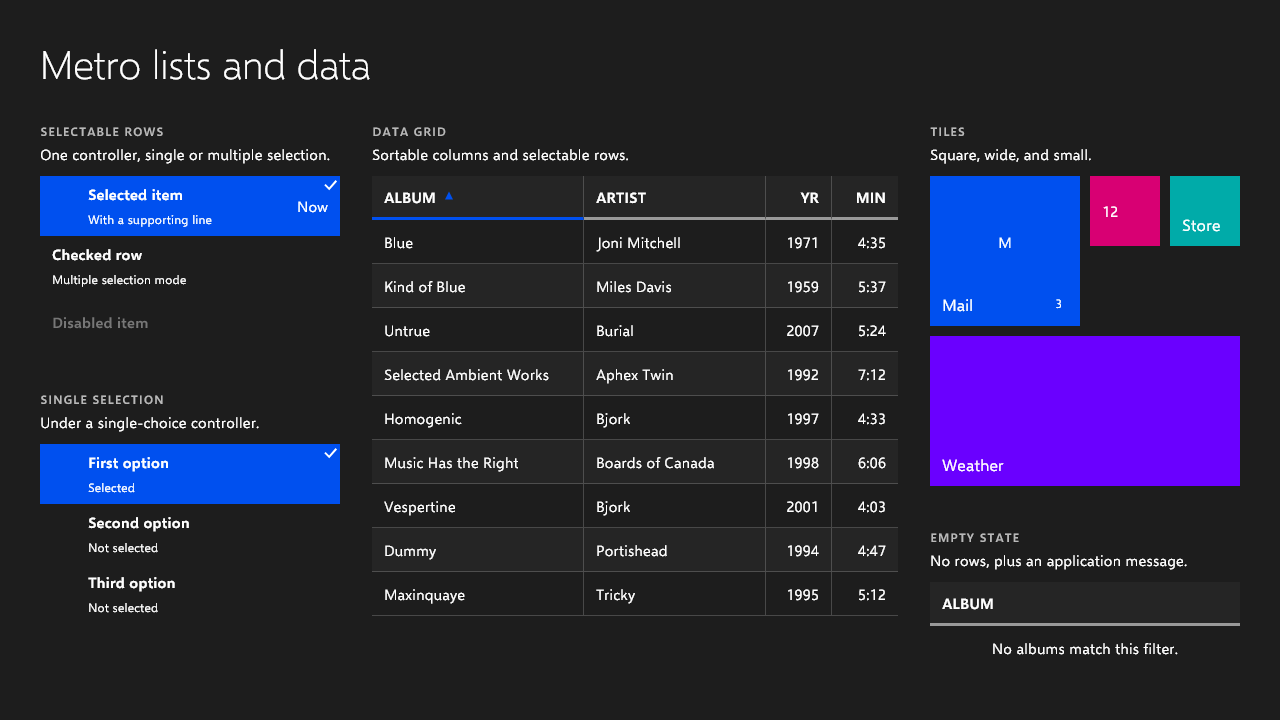 Metro lists and data
SELECTABLE ROWS
One controller, single or multiple selection.
Selected item
With a supporting line
Now
Checked row
Multiple selection mode
Disabled item
SINGLE SELECTION
Under a single-choice controller.
First option
Selected
Second option
Not selected
Third option
Not selected
DATA GRID
Sortable columns and selectable rows.
ALBUM ARTIST YR MIN
Blue Joni Mitchell 1971 4:35
Kind of Blue Miles Davis 1959 5:37
Untrue Burial 2007 5:24
Selected Ambient Works Aphex Twin 1992 7:12
Homogenic Bjork 1997 4:33
Music Has the Right Boards of Canada 1998 6:06
Vespertine Bjork 2001 4:03
Dummy Portishead 1994 4:47
Maxinquaye Tricky 1995 5:12
TILES
Square, wide, and small.
M
Mail 3
12
Store
Weather
EMPTY STATE
No rows, plus an application message.
ALBUM
No albums match this filter.